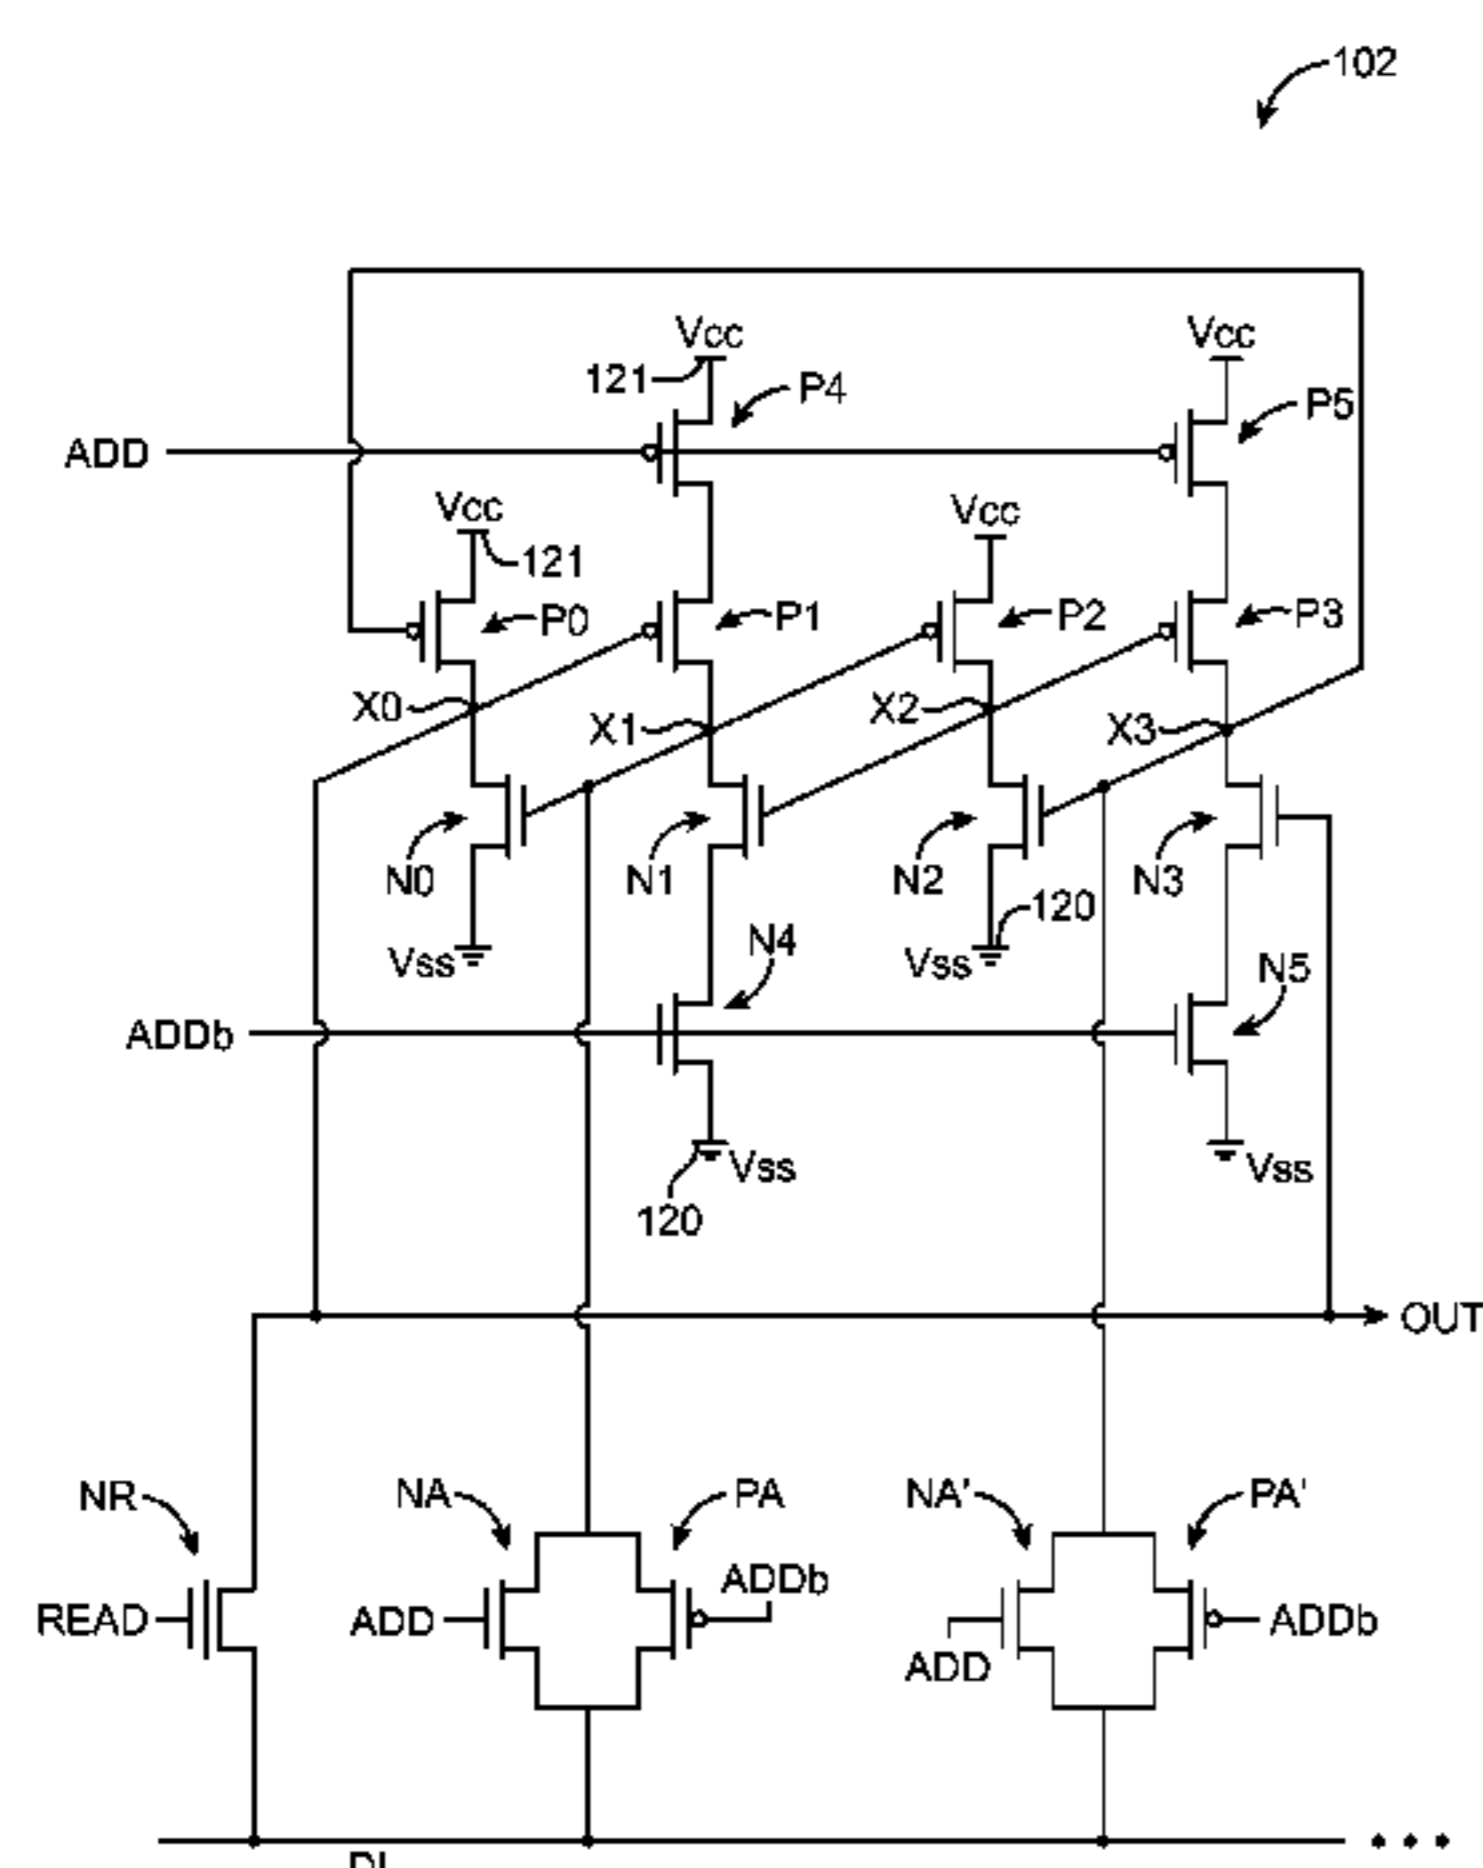 102
Vcc
Vcc
121
P4
P5
ADD
Vcc
Vcc
121
P0
P1
P2
P3
X0
X1
X2
X3
N0
N1
N2
N3
120
Vss
Vss
N4
N5
ADDb
Vss
Vss
120
OUT
NR
NA
PA
NA'
PA'
READ
ADD
ADDb
ADD
ADDb